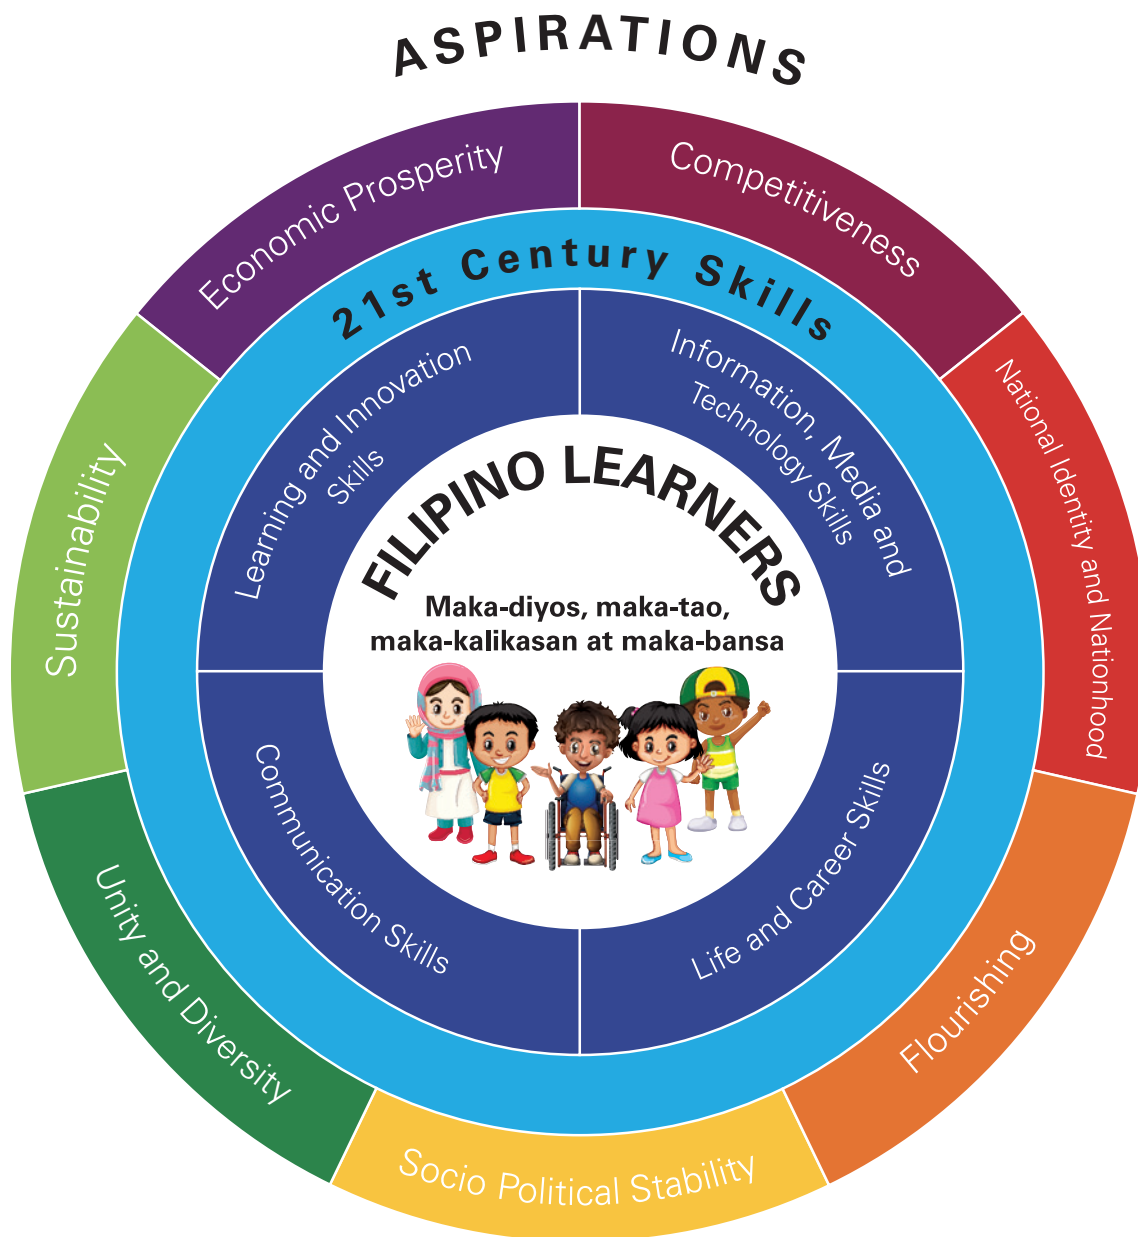 ASPIRATIONS
Economic Prosperity
Competitiveness
National Identity and Nationhood
Flourishing
Socio Political Stability
Unity and Diversity
Sustainability
21st Century Skills
Learning and Innovation
Skills
Information, Media and
Technology Skills
Life and Career Skills
Communication Skills
FILIPINO LEARNERS
Maka-diyos, maka-tao,
maka-kalikasan at maka-bansa